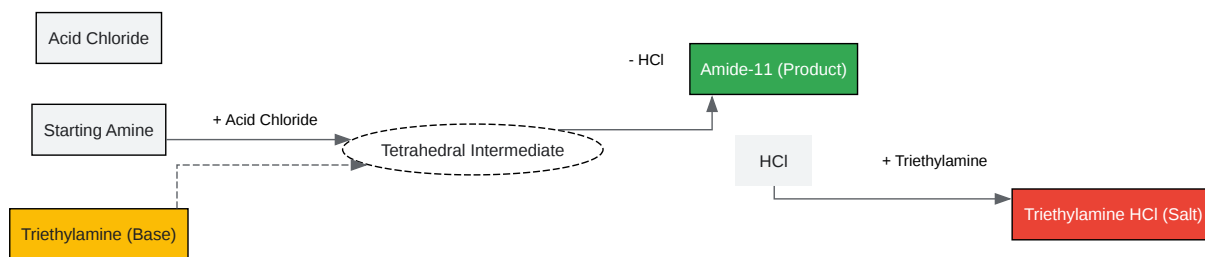 Acid Chloride
- HCl
Amide-11 (Product)
Starting Amine
+ Acid Chloride
Tetrahedral Intermediate
HCl
+ Triethylamine
Triethylamine (Base)
Triethylamine HCl (Salt)